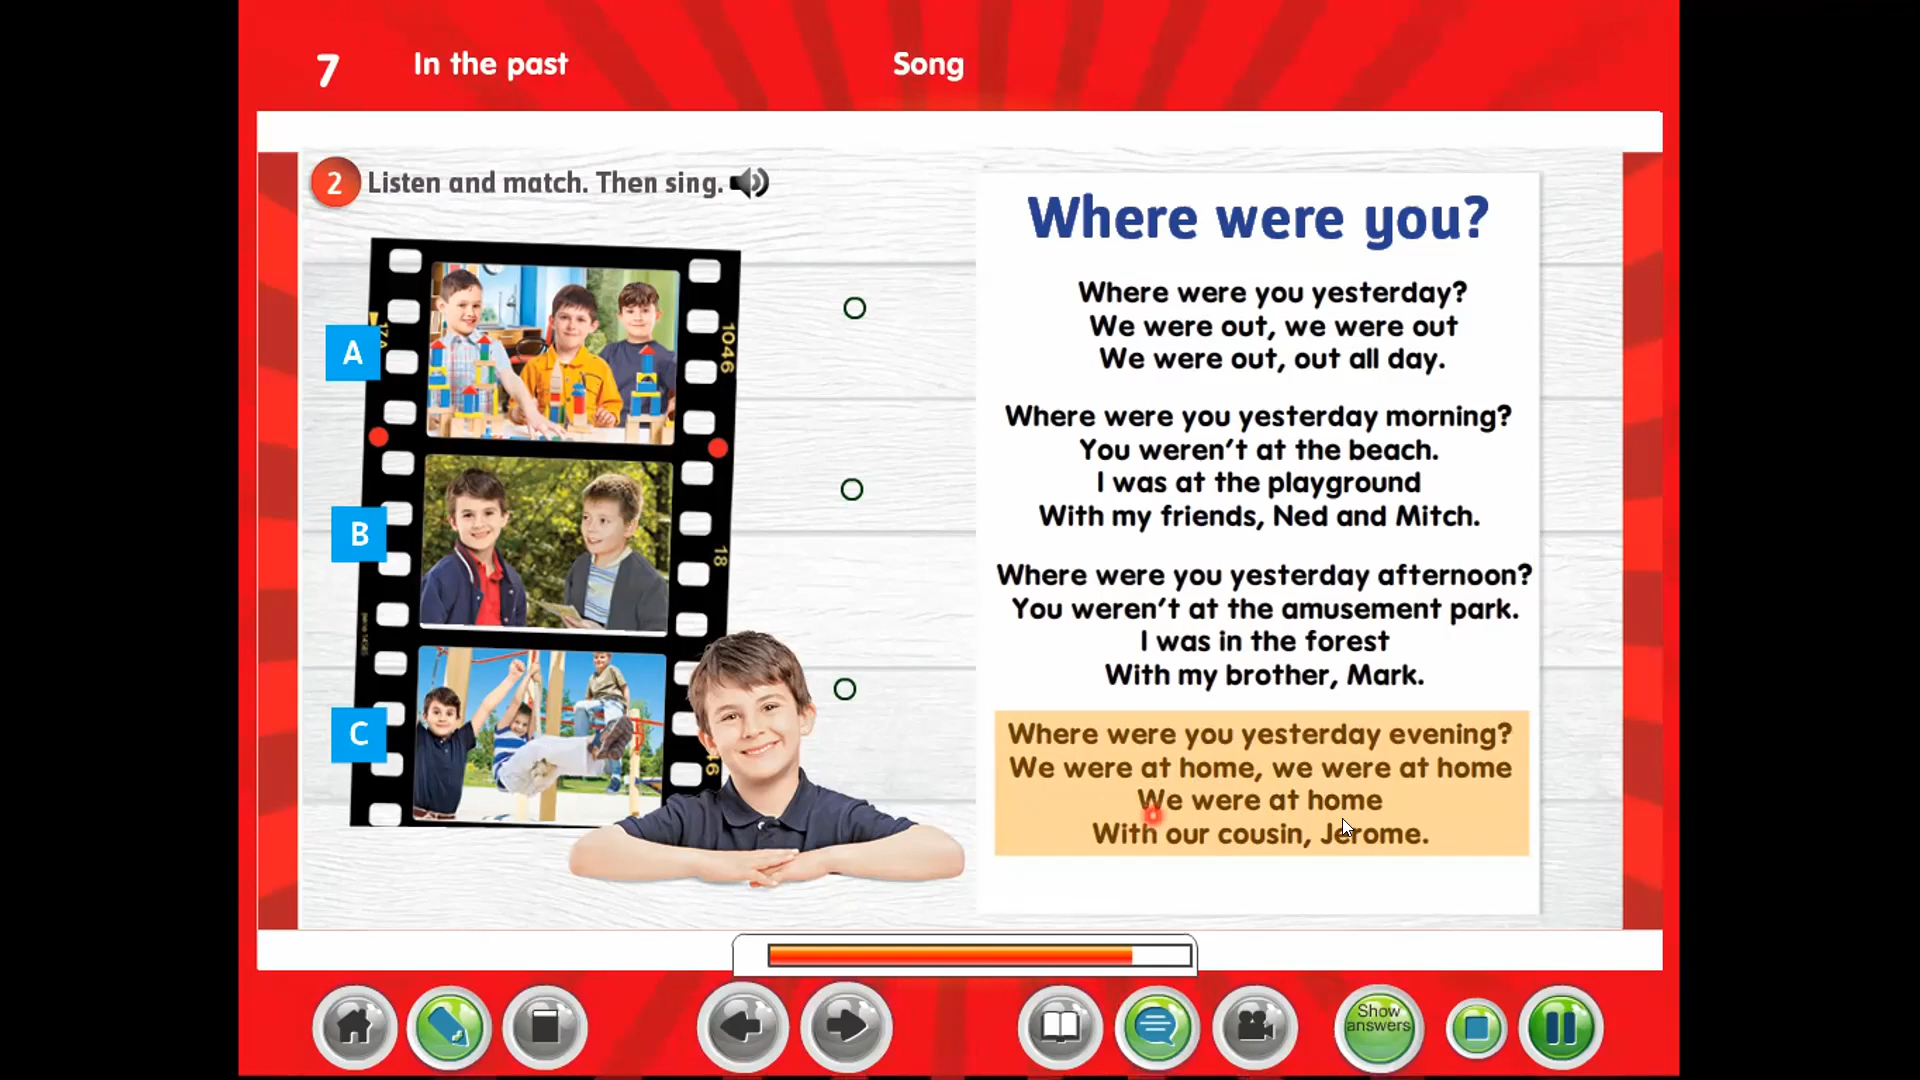 7 In the past Song
2 Listen and match. Then sing.
A
B
C
1046
18
Where were you?
Where were you yesterday?
We were out, we were out
We were out, out all day.
Where were you yesterday morning?
You weren't at the beach.
I was at the playground
With my friends, Ned and Mitch.
Where were you yesterday afternoon?
You weren't at the amusement park.
I was in the forest
With my brother, Mark.
Where were you yesterday evening?
We were at home, we were at home
We were at home
With our cousin, Jerome.
Show
answers